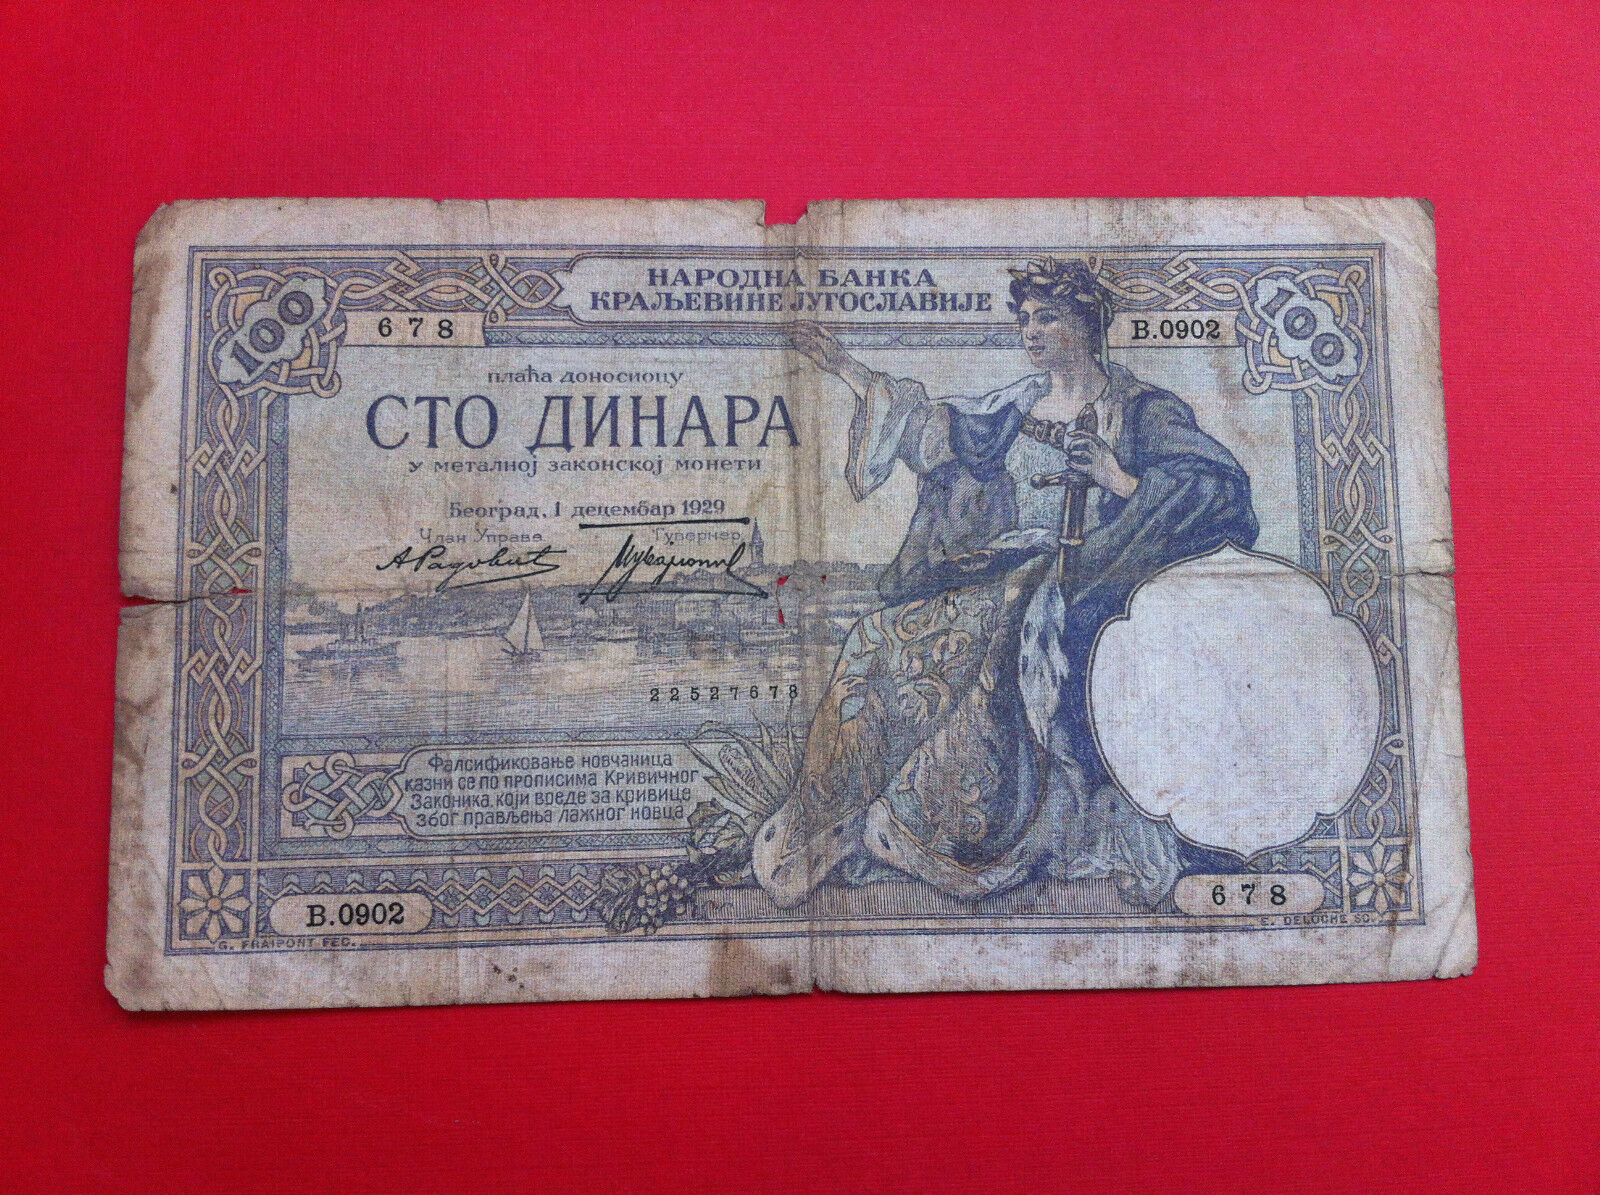 НАРОДНА БАНКА
КРАЉЕВИНЕ ЈУГОСЛАВИЈЕ
100
678
B.0902
100
плаћа доносиоцу
СТО ДИНАРА
у металној законској монети
Београд, 1 децембар 1929
Члан Управе
Гувернер
А Радовић
22527678
Фалсификовање новчаница
казни се по прописима Кривичног
Законика, који вреде за кривице
због прављења лажног новца
B.0902
678
G. FRAIPONT FEC.
E. DELOCHE SC.